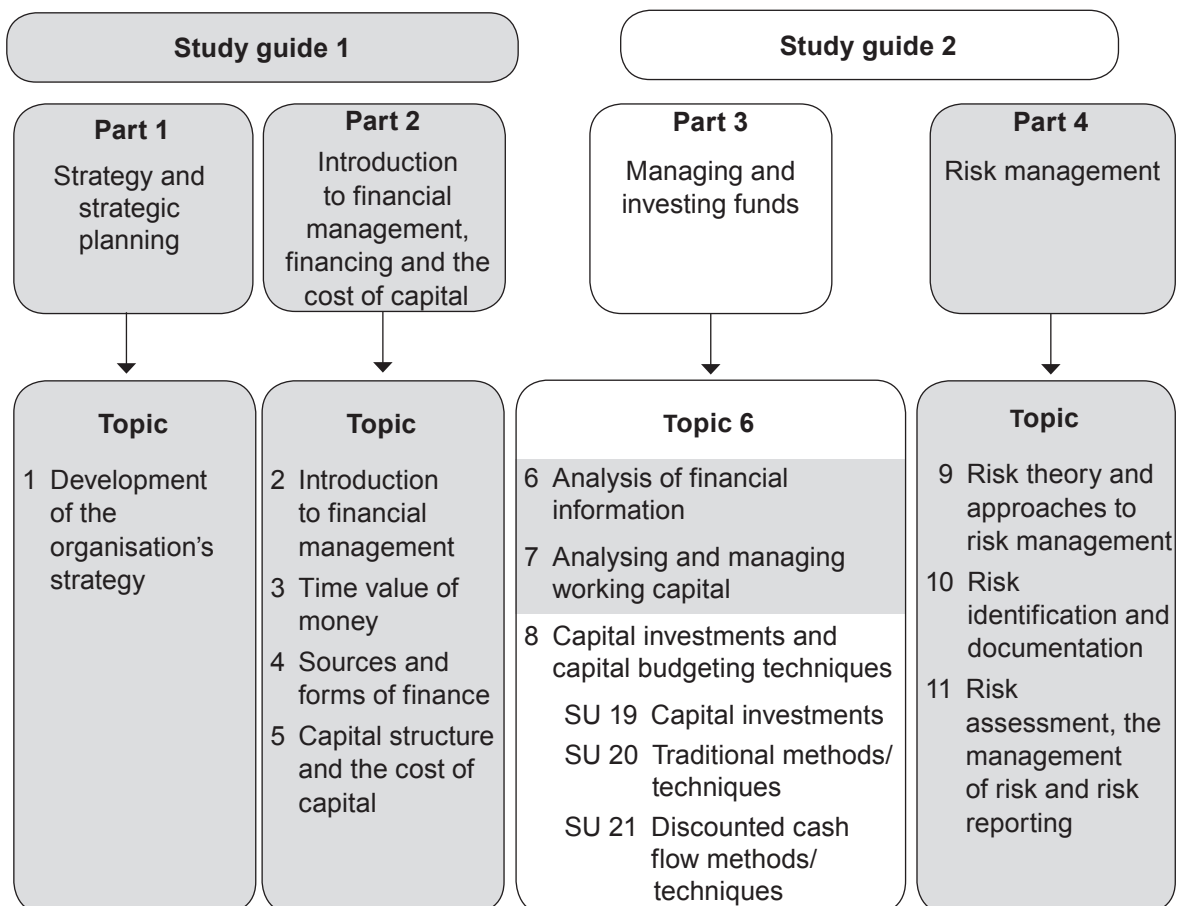 Study guide 1
Study guide 2
Part 1
Strategy and
strategic
planning
Part 2
Introduction
to financial
management,
financing and the
cost of capital
Part 3
Managing and
investing funds
Part 4
Risk management
Topic
1 Development
of the
organisation's
strategy
Topic
2 Introduction
to financial
management
3 Time value of
money
4 Sources and
forms of finance
5 Capital structure
and the cost of
capital
Topic 6
6 Analysis of financial
information
7 Analysing and managing
working capital
8 Capital investments and
capital budgeting techniques
SU 19 Capital investments
SU 20 Traditional methods/
techniques
SU 21 Discounted cash
flow methods/
techniques
Topic
9 Risk theory and
approaches to
risk management
10 Risk
identification and
documentation
11 Risk
assessment, the
management
of risk and risk
reporting